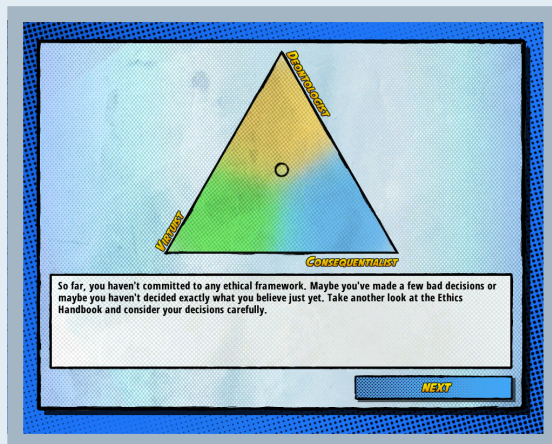 DEONTOLOGIST
VIRTUIST
CONSEQUENTIALIST
So far, you haven't committed to any ethical framework. Maybe you've made a few bad decisions or
maybe you haven't decided exactly what you believe just yet. Take another look at the Ethics
Handbook and consider your decisions carefully.
NEXT